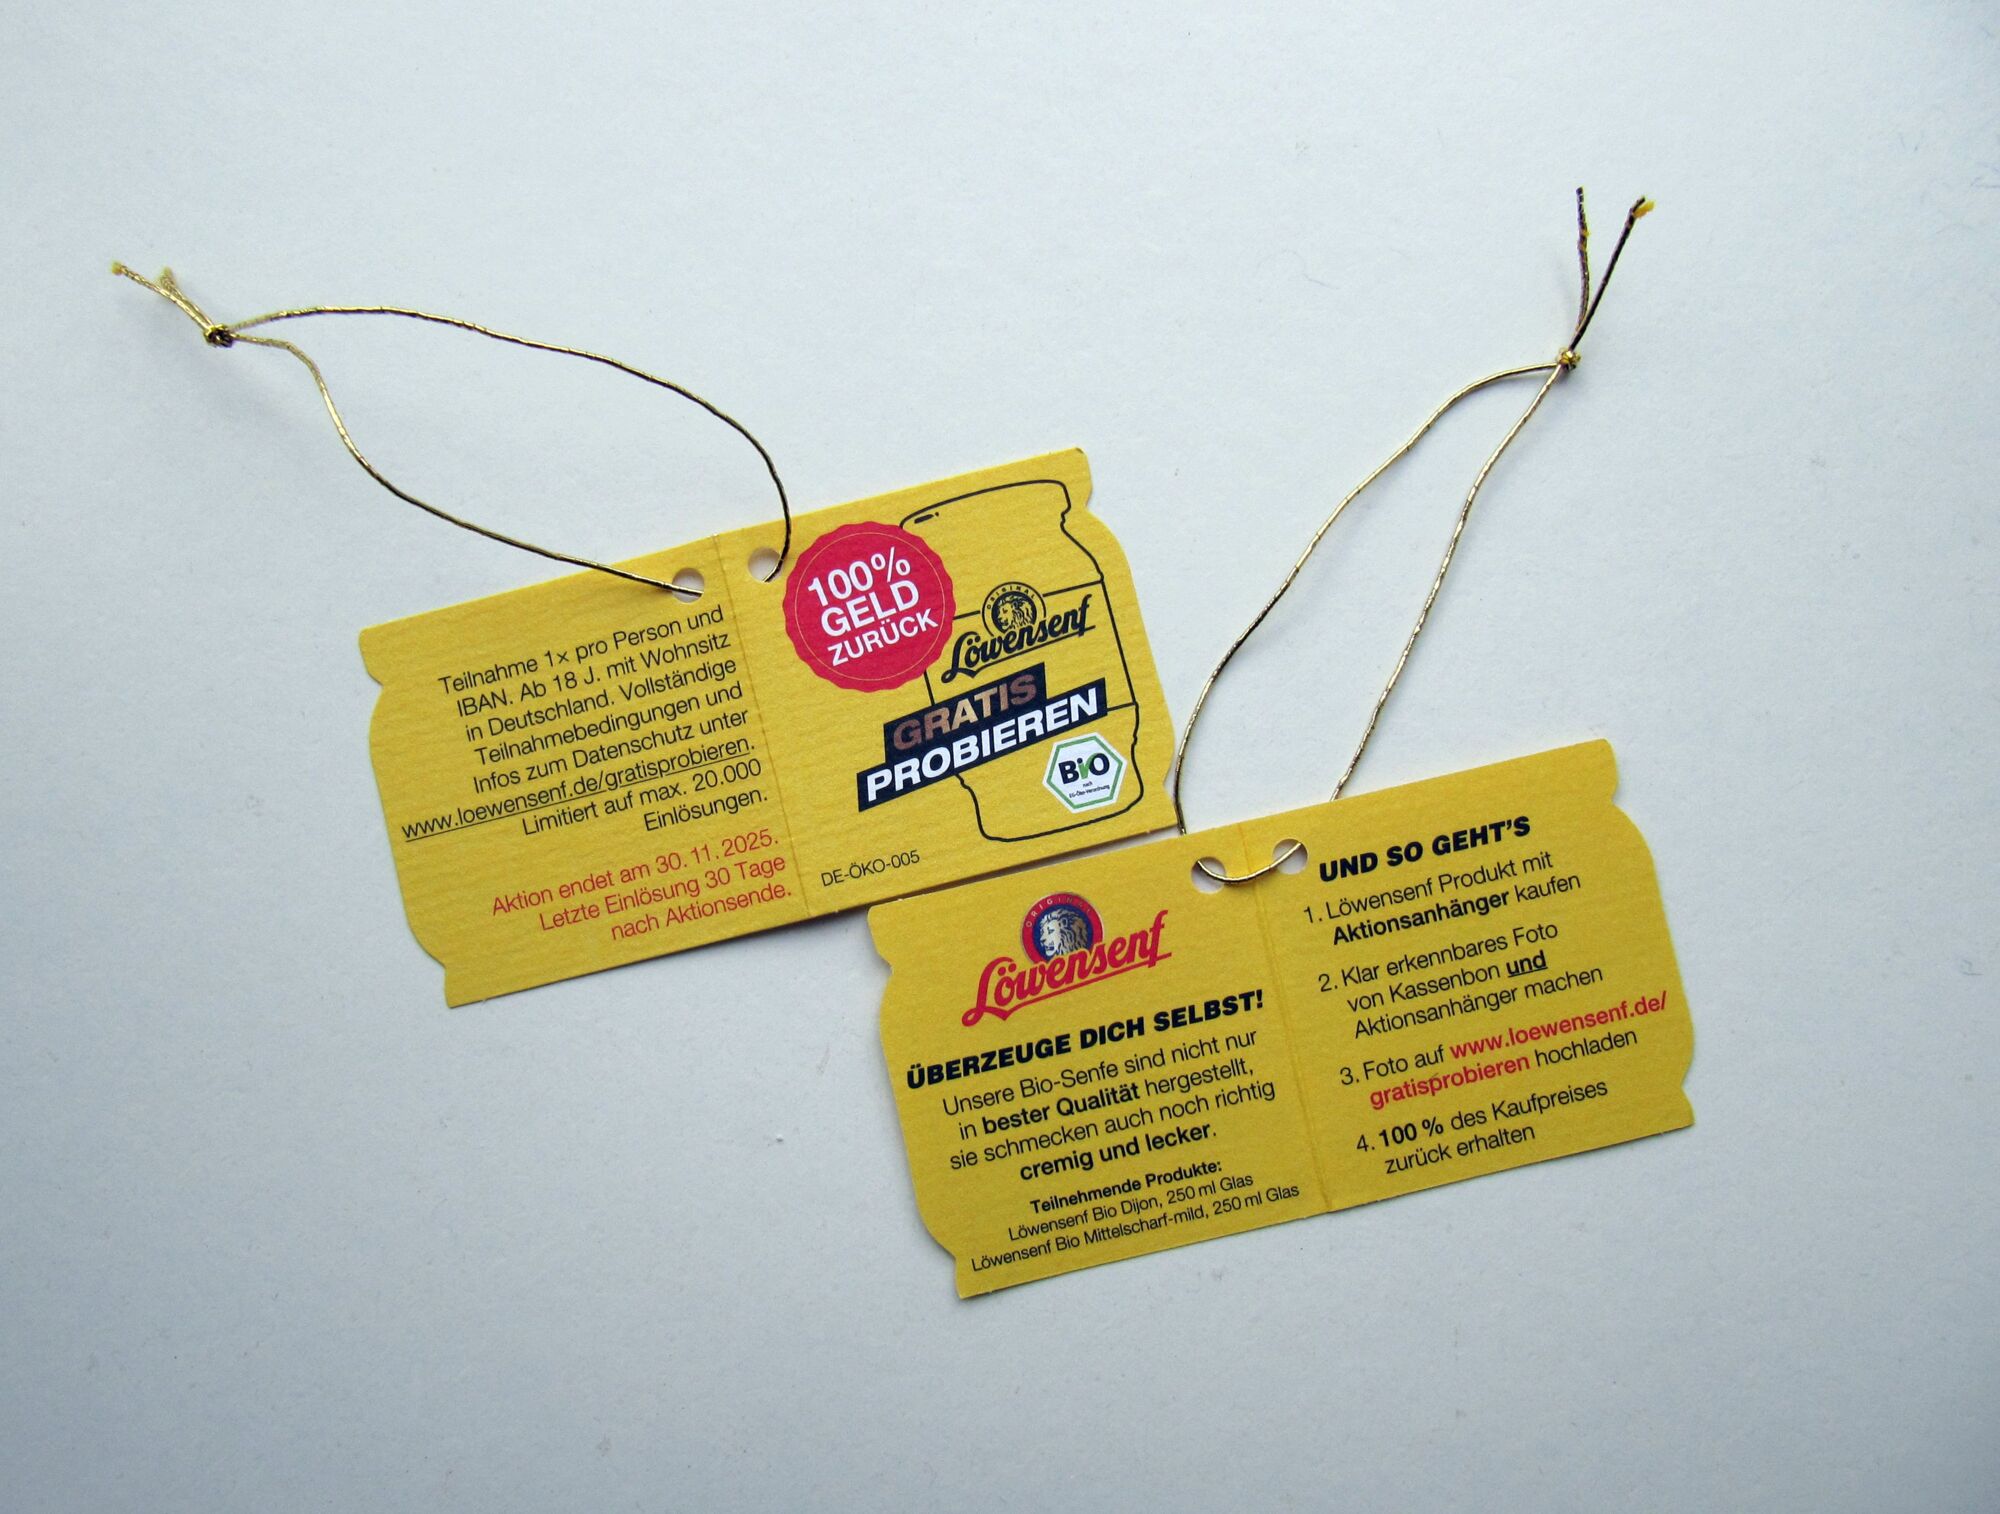 Teilnahme 1x pro Person und
IBAN. Ab 18 J. mit Wohnsitz
in Deutschland. Vollständige
Teilnahmebedingungen und
Infos zum Datenschutz unter
www.loewensenf.de/gratisprobieren.
Limitiert auf max. 20.000
Einlösungen.
Aktion endet am 30.11.2025.
Letzte Einlösung 30 Tage
nach Aktionsende.
100%
GELD
ZURÜCK
ORIGINAL
Löwensenf
GRATIS
PROBIEREN
BiO
nach
EG-Öko-Verordnung
DE-ÖKO-005
ORIGINAL
Löwensenf
ÜBERZEUGE DICH SELBST!
Unsere Bio-Senfe sind nicht nur
in bester Qualität hergestellt,
sie schmecken auch noch richtig
cremig und lecker.
Teilnehmende Produkte:
Löwensenf Bio Dijon, 250 ml Glas
Löwensenf Bio Mittelscharf-mild, 250 ml Glas
UND SO GEHT'S
1. Löwensenf Produkt mit
Aktionsanhänger kaufen
2. Klar erkennbares Foto
von Kassenbon und
Aktionsanhänger machen
3. Foto auf www.loewensenf.de/
gratisprobieren hochladen
4. 100 % des Kaufpreises
zurück erhalten